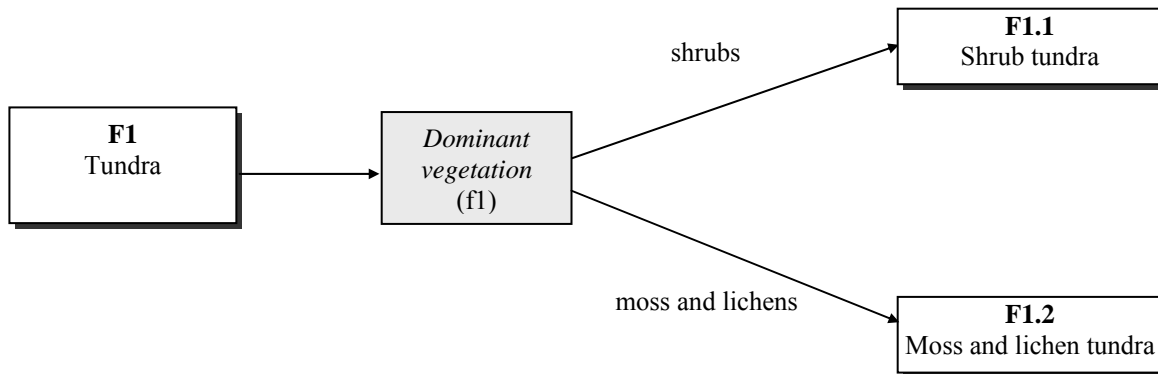 F1
Tundra
Dominant
vegetation
(f1)
shrubs
moss and lichens
F1.1
Shrub tundra
F1.2
Moss and lichen tundra